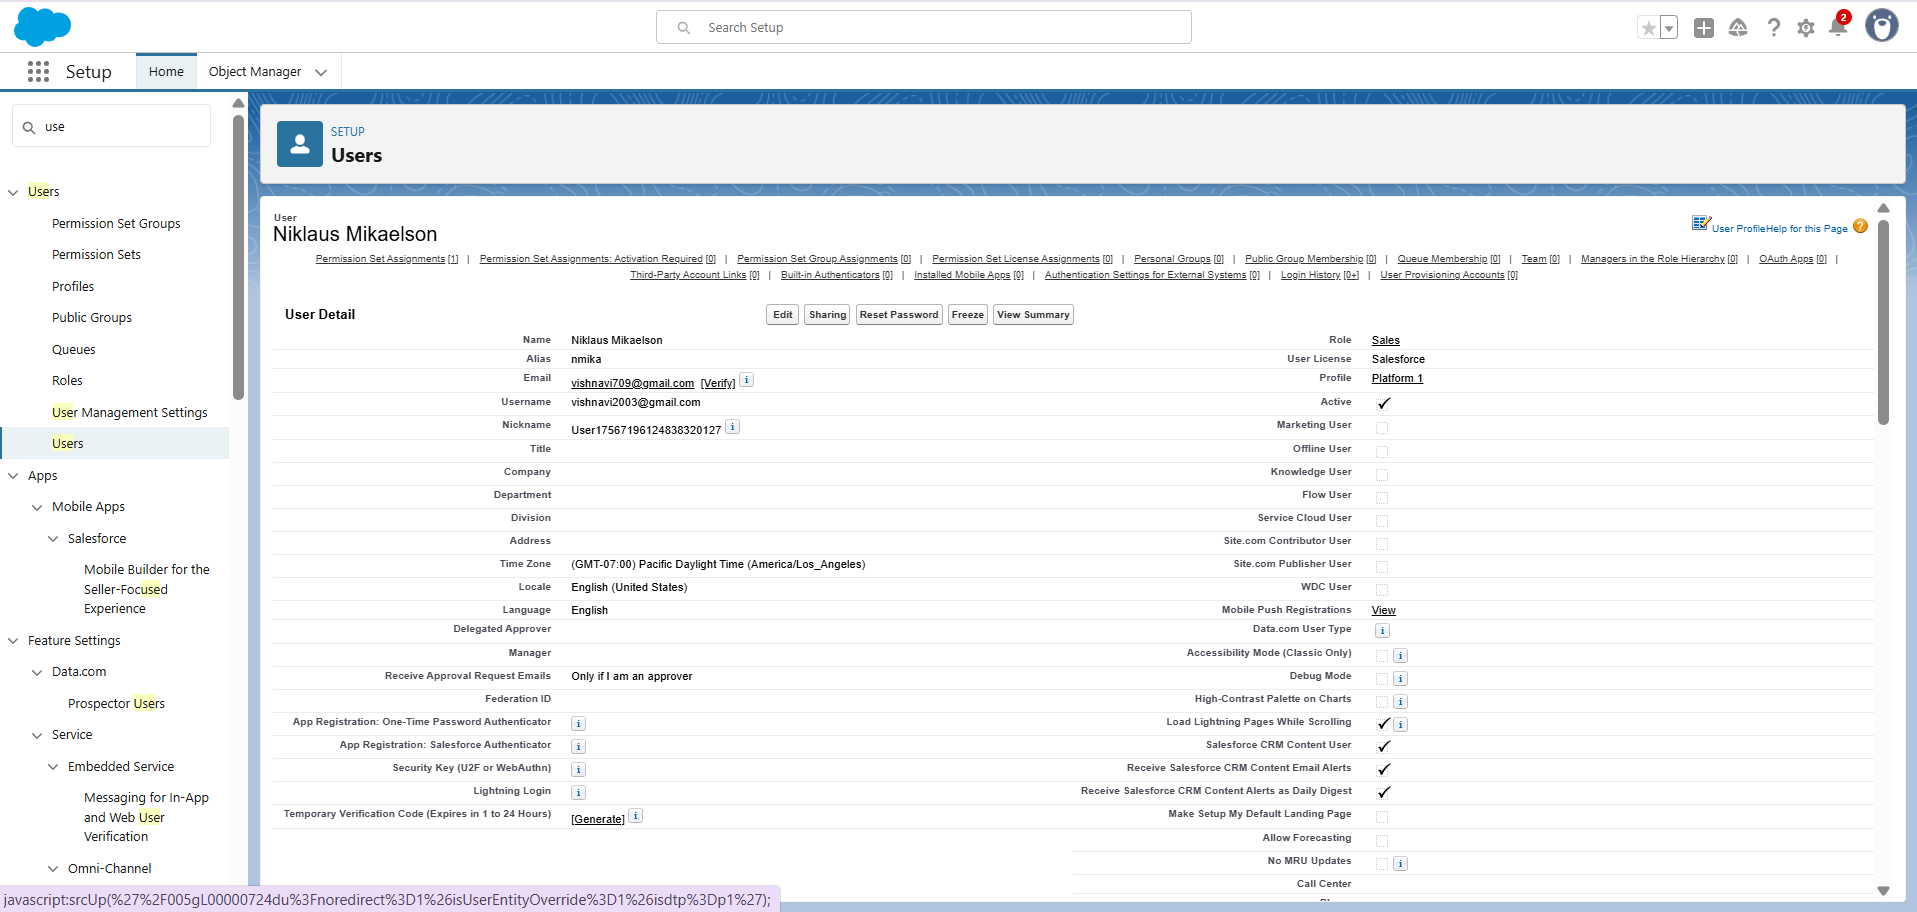 Search Setup
2
Setup
Home
Object Manager
use
Users
Permission Set Groups
Permission Sets
Profiles
Public Groups
Queues
Roles
User Management Settings
Users
Apps
Mobile Apps
Salesforce
Mobile Builder for the
Seller-Focused
Experience
Feature Settings
Data.com
Prospector Users
Service
Embedded Service
Messaging for In-App
and Web User
Verification
Omni-Channel
SETUP
Users
User
Niklaus Mikaelson
User Profile Help for this Page ?
Permission Set Assignments [1] | Permission Set Assignments: Activation Required [0] | Permission Set Group Assignments [0] | Permission Set License Assignments [0] | Personal Groups [0] | Public Group Membership [0] | Queue Membership [0] | Team [0] | Managers in the Role Hierarchy [0] | OAuth Apps [0] |
Third-Party Account Links [0] | Built-in Authenticators [0] | Installed Mobile Apps [0] | Authentication Settings for External Systems [0] | Login History [0+] | User Provisioning Accounts [0]
User Detail
Edit Sharing Reset Password Freeze View Summary
Name Niklaus Mikaelson Role Sales
Alias nmika User License Salesforce
Email vishnavi709@gmail.com [Verify] i Profile Platform 1
Username vishnavi2003@gmail.com Active
Nickname User17567196124838320127 i Marketing User
Title Offline User
Company Knowledge User
Department Flow User
Division Service Cloud User
Address Site.com Contributor User
Time Zone (GMT-07:00) Pacific Daylight Time (America/Los_Angeles) Site.com Publisher User
Locale English (United States) WDC User
Language English Mobile Push Registrations View
Delegated Approver Data.com User Type i
Manager Accessibility Mode (Classic Only) i
Receive Approval Request Emails Only if I am an approver Debug Mode i
Federation ID High-Contrast Palette on Charts i
App Registration: One-Time Password Authenticator i Load Lightning Pages While Scrolling i
App Registration: Salesforce Authenticator i Salesforce CRM Content User
Security Key (U2F or WebAuthn) i Receive Salesforce CRM Content Email Alerts
Lightning Login i Receive Salesforce CRM Content Alerts as Daily Digest
Temporary Verification Code (Expires in 1 to 24 Hours) [Generate] i Make Setup My Default Landing Page
Allow Forecasting
No MRU Updates i
Call Center
javascript:srcUp(%27%2F005gL00000724du%3Fnoredirect%3D1%26isUserEntityOverride%3D1%26isdtp%3Dp1%27);